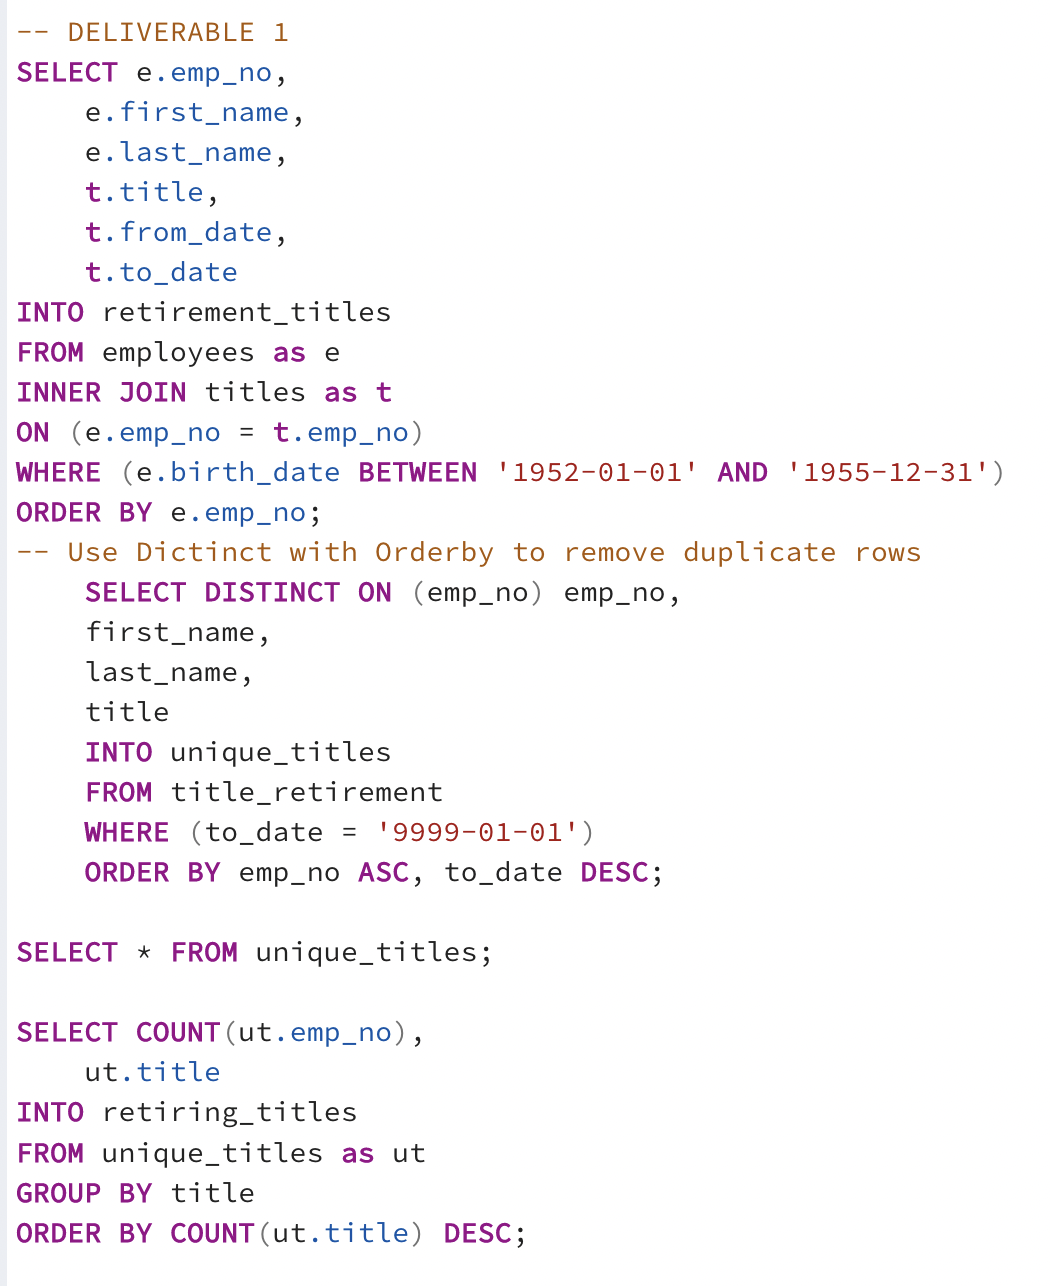 -- DELIVERABLE 1
SELECT e.emp_no,
    e.first_name,
    e.last_name,
    t.title,
    t.from_date,
    t.to_date
INTO retirement_titles
FROM employees as e
INNER JOIN titles as t
ON (e.emp_no = t.emp_no)
WHERE (e.birth_date BETWEEN '1952-01-01' AND '1955-12-31')
ORDER BY e.emp_no;
-- Use Dictinct with Orderby to remove duplicate rows
    SELECT DISTINCT ON (emp_no) emp_no,
    first_name,
    last_name,
    title
    INTO unique_titles
    FROM title_retirement
    WHERE (to_date = '9999-01-01')
    ORDER BY emp_no ASC, to_date DESC;

SELECT * FROM unique_titles;

SELECT COUNT(ut.emp_no),
    ut.title
INTO retiring_titles
FROM unique_titles as ut
GROUP BY title
ORDER BY COUNT(ut.title) DESC;